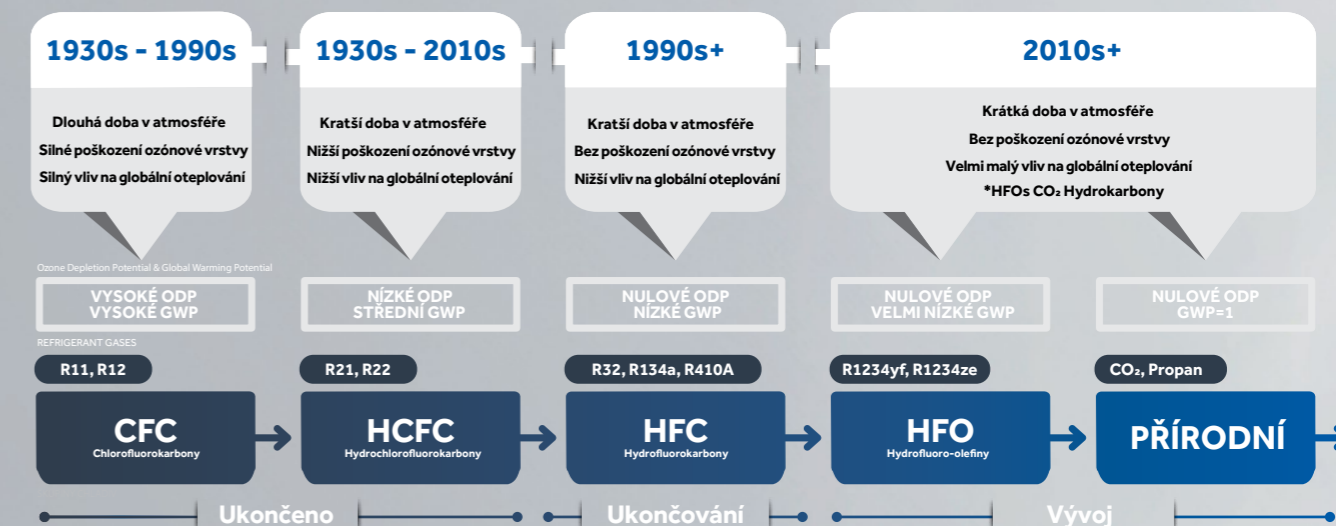 1930s - 1990s
1930s - 2010s
1990s+
2010s+
Dlouhá doba v atmosféře
Silné poškození ozónové vrstvy
Silný vliv na globální oteplování
Kratší doba v atmosféře
Nižší poškození ozónové vrstvy
Nižší vliv na globální oteplování
Kratší doba v atmosféře
Bez poškození ozónové vrstvy
Nižší vliv na globální oteplování
Krátká doba v atmosféře
Bez poškození ozónové vrstvy
Velmi malý vliv na globální oteplování
*HFOs CO₂ Hydrokarbony
Ozone Depletion Potential & Global Warming Potential
VYSOKÉ ODP
VYSOKÉ GWP
NÍZKÉ ODP
STŘEDNÍ GWP
NULOVÉ ODP
NÍZKÉ GWP
NULOVÉ ODP
VELMI NÍZKÉ GWP
NULOVÉ ODP
GWP=1
REFRIGERANT GASES
R11, R12
R21, R22
R32, R134a, R410A
R1234yf, R1234ze
CO₂, Propan
CFC
Chlorofluorokarbony
HCFC
Hydrochlorofluorokarbony
HFC
Hydrofluorokarbony
HFO
Hydrofluoro-olefiny
PŘÍRODNÍ
Ukončeno
Ukončování
Vývoj